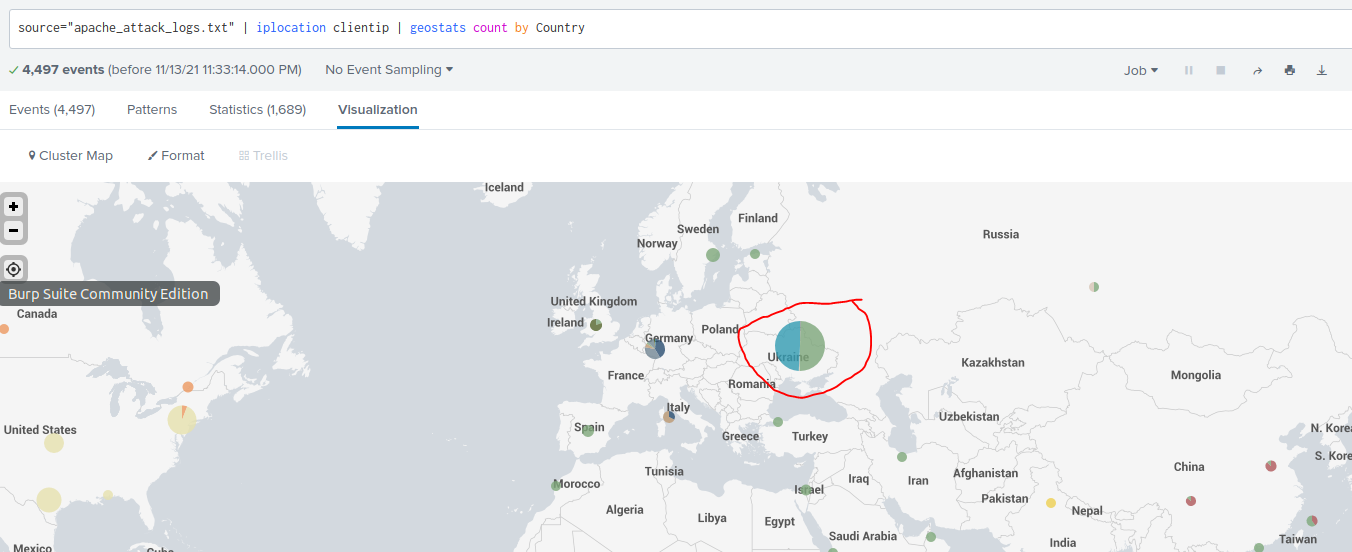 source="apache_attack_logs.txt" | iplocation clientip | geostats count by Country
4,497 events (before 11/13/21 11:33:14.000 PM) No Event Sampling
Job
Events (4,497) Patterns Statistics (1,689) Visualization
Cluster Map Format Trellis
Iceland
Finland
Sweden
Russia
Norway
Burp Suite Community Edition
United Kingdom
Canada
Ireland
Poland
Germany
Ukraine
Kazakhstan
France
Mongolia
Romania
Italy
Uzbekistan
Spain
United States
N. Korea
Greece
Turkey
S. Kore
Tunisia
China
Afghanistan
Iraq
Iran
Morocco
Israel
Pakistan
Algeria
Nepal
Libya
Egypt
Saudi Arabia
Taiwan
India
Mexico
Cuba